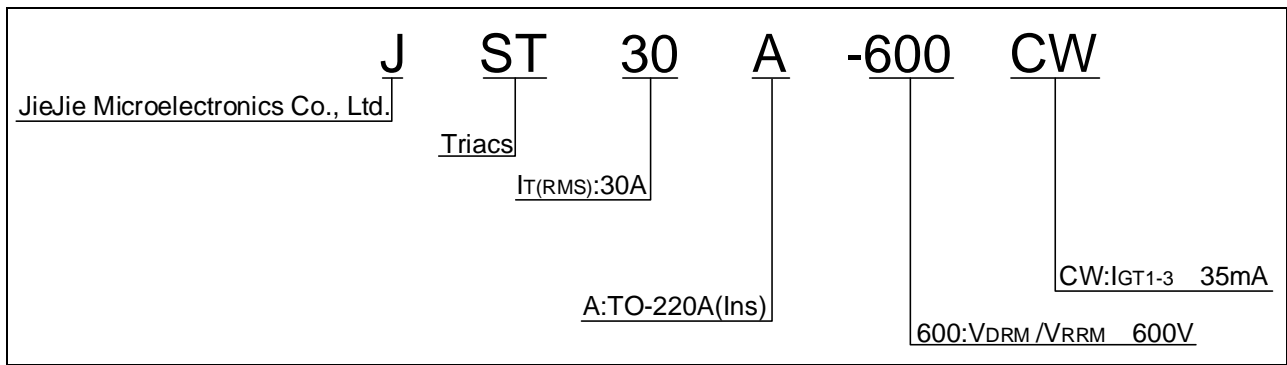 J ST 30 A -600 CW
JieJie Microelectronics Co., Ltd.
Triacs
IT(RMS):30A
CW:IGT1-3 35mA
A:TO-220A(Ins)
600:VDRM /VRRM 600V